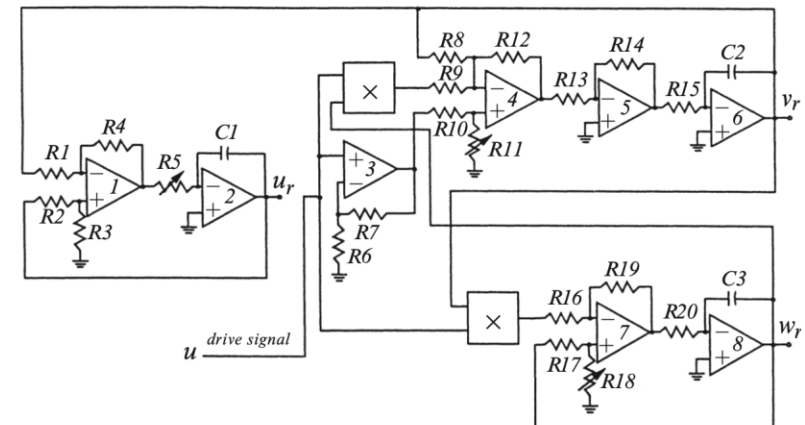 R8 R12 R14 C2
R9 R13 R15
× − + 4 − + 5 − + 6 v_r
R10
R4 C1 R11
R1 R5 + − 3
− + 1 − + 2 u_r
R2 R7
R3 R6
R19 C3
R16 R20
u drive signal × − + 7 − + 8 w_r
R17
R18